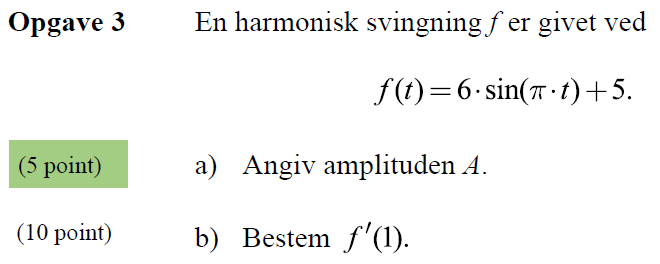 Opgave 3 En harmonisk svingning f er givet ved
f(t)=6·sin(π·t)+5.
(5 point) a) Angiv amplituden A.
(10 point) b) Bestem f′(1).